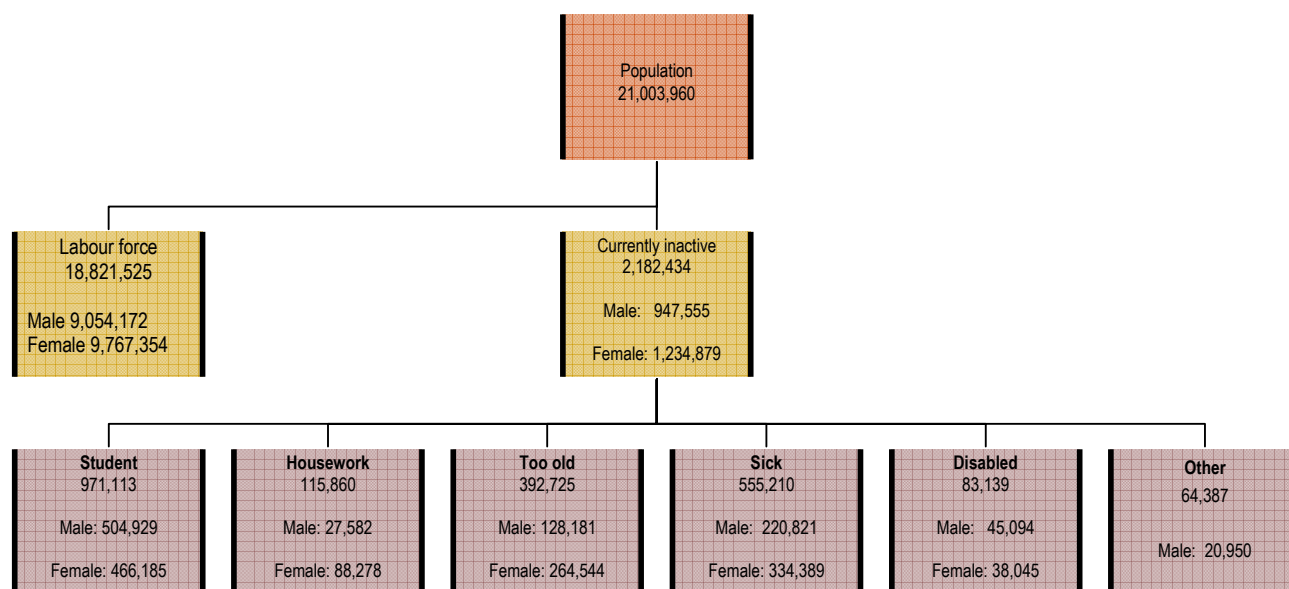 Population
21,003,960
Labour force
18,821,525
Male 9,054,172
Female 9,767,354
Currently inactive
2,182,434
Male: 947,555
Female: 1,234,879
Student
971,113
Male: 504,929
Female: 466,185
Housework
115,860
Male: 27,582
Female: 88,278
Too old
392,725
Male: 128,181
Female: 264,544
Sick
555,210
Male: 220,821
Female: 334,389
Disabled
83,139
Male: 45,094
Female: 38,045
Other
64,387
Male: 20,950